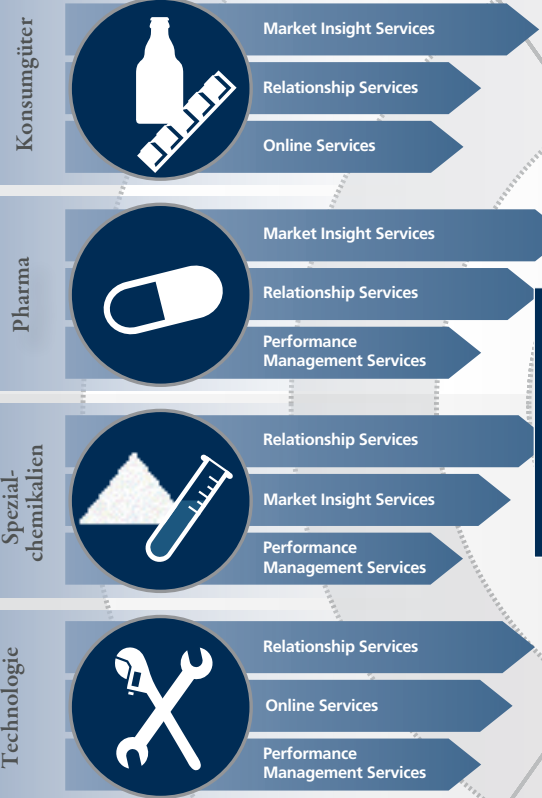 Konsumgüter
Market Insight Services
Relationship Services
Online Services
Pharma
Market Insight Services
Relationship Services
Performance
Management Services
Spezial-
chemikalien
Relationship Services
Market Insight Services
Performance
Management Services
Technologie
Relationship Services
Online Services
Performance
Management Services